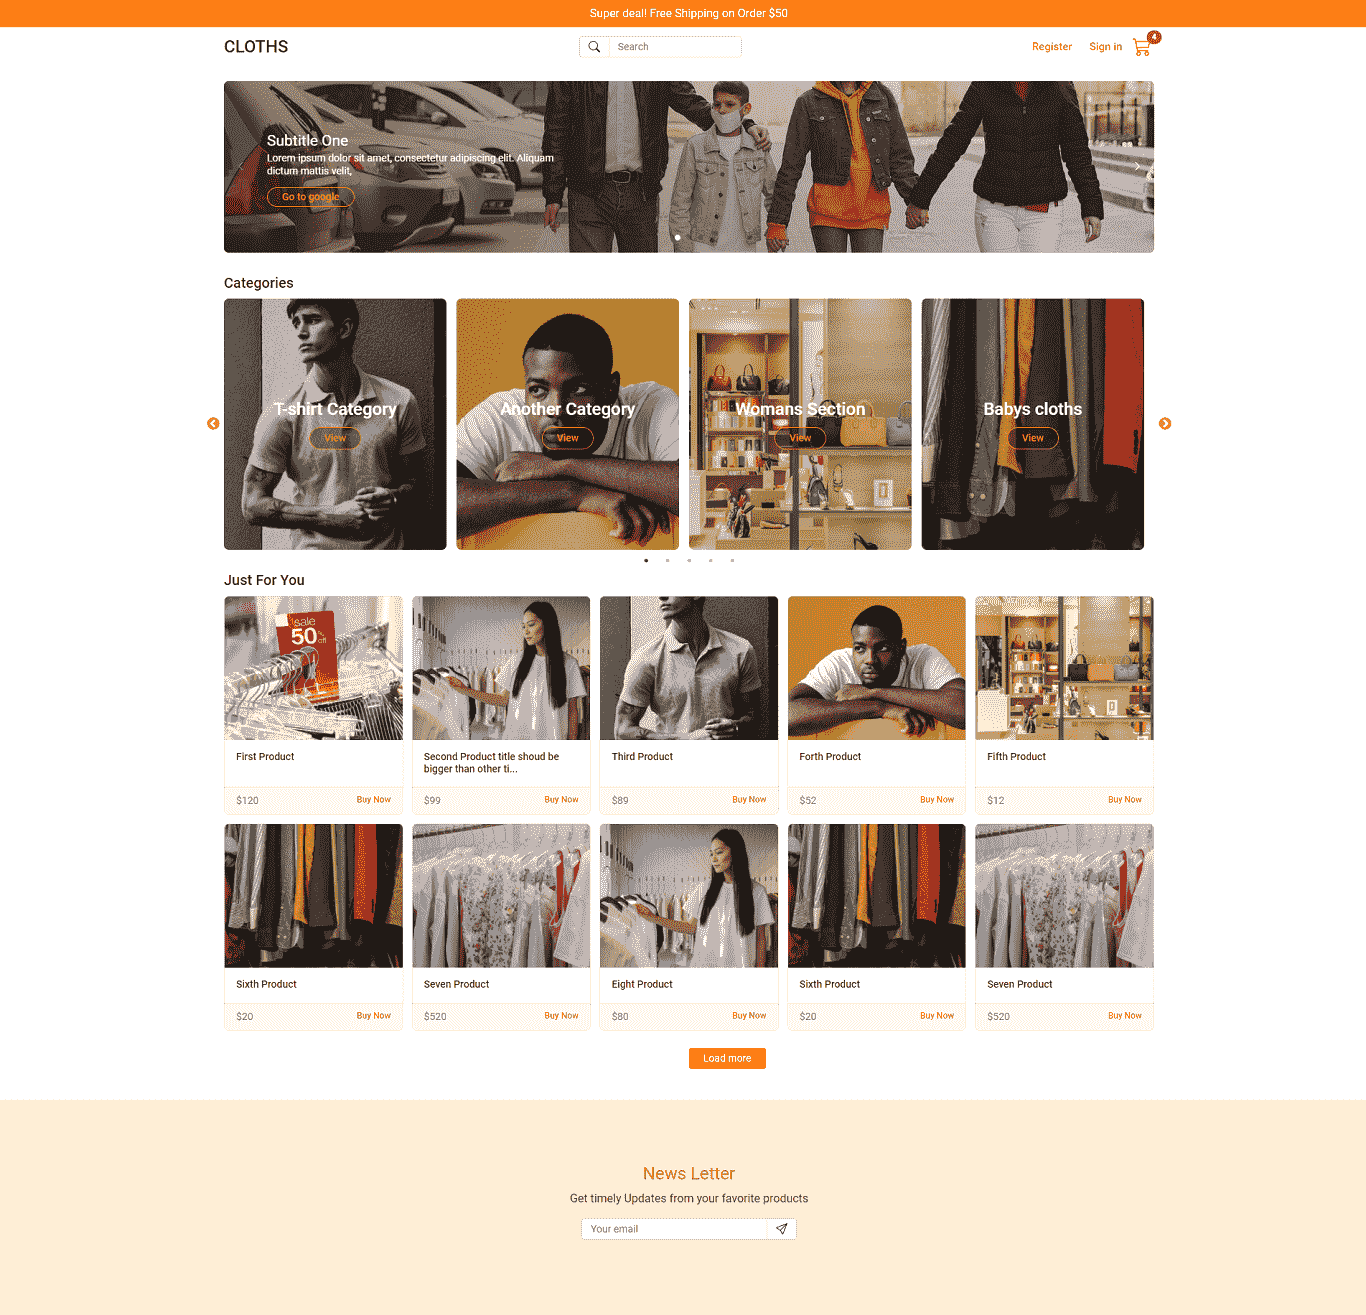 Super deal! Free Shipping on Order $50
CLOTHS
Search
Register
Sign in
4
Subtitle One
Lorem ipsum dolor sit amet, consectetur adipiscing elit. Aliquam
dictum mattis velit,
Go to google
Categories
T-shirt Category
View
Another Category
View
Womans Section
View
Babys cloths
View
Just For You
sale
50%
off
First Product
$120
Buy Now
Second Product title shoud be
bigger than other ti...
$99
Buy Now
Third Product
$89
Buy Now
Forth Product
$52
Buy Now
Fifth Product
$12
Buy Now
Sixth Product
$20
Buy Now
Seven Product
$520
Buy Now
Eight Product
$80
Buy Now
Sixth Product
$20
Buy Now
Seven Product
$520
Buy Now
Load more
News Letter
Get timely Updates from your favorite products
Your email